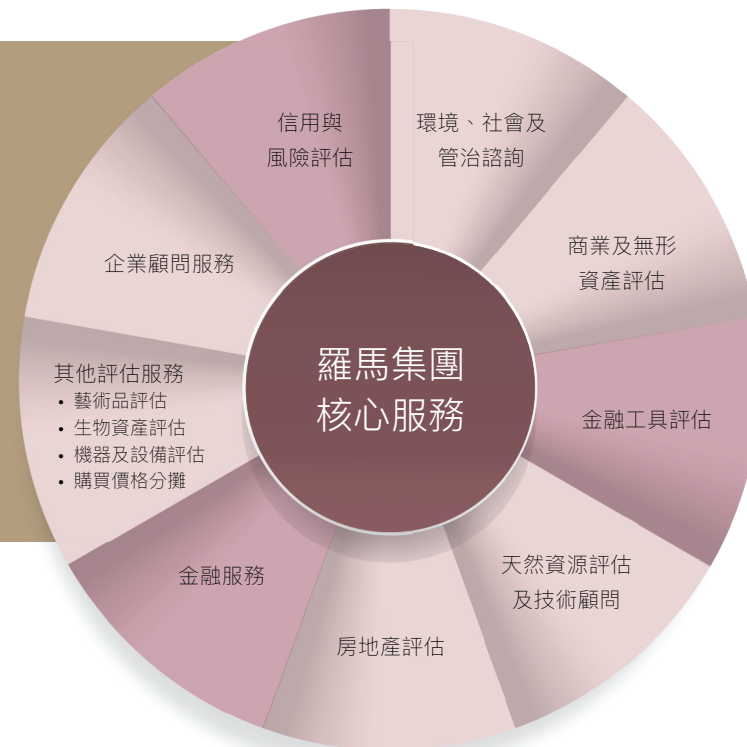 羅馬集團
核心服務
環境、社會及
管治諮詢
商業及無形
資產評估
金融工具評估
天然資源評估
及技術顧問
房地產評估
金融服務
其他評估服務
• 藝術品評估
• 生物資產評估
• 機器及設備評估
• 購買價格分攤
企業顧問服務
信用與
風險評估